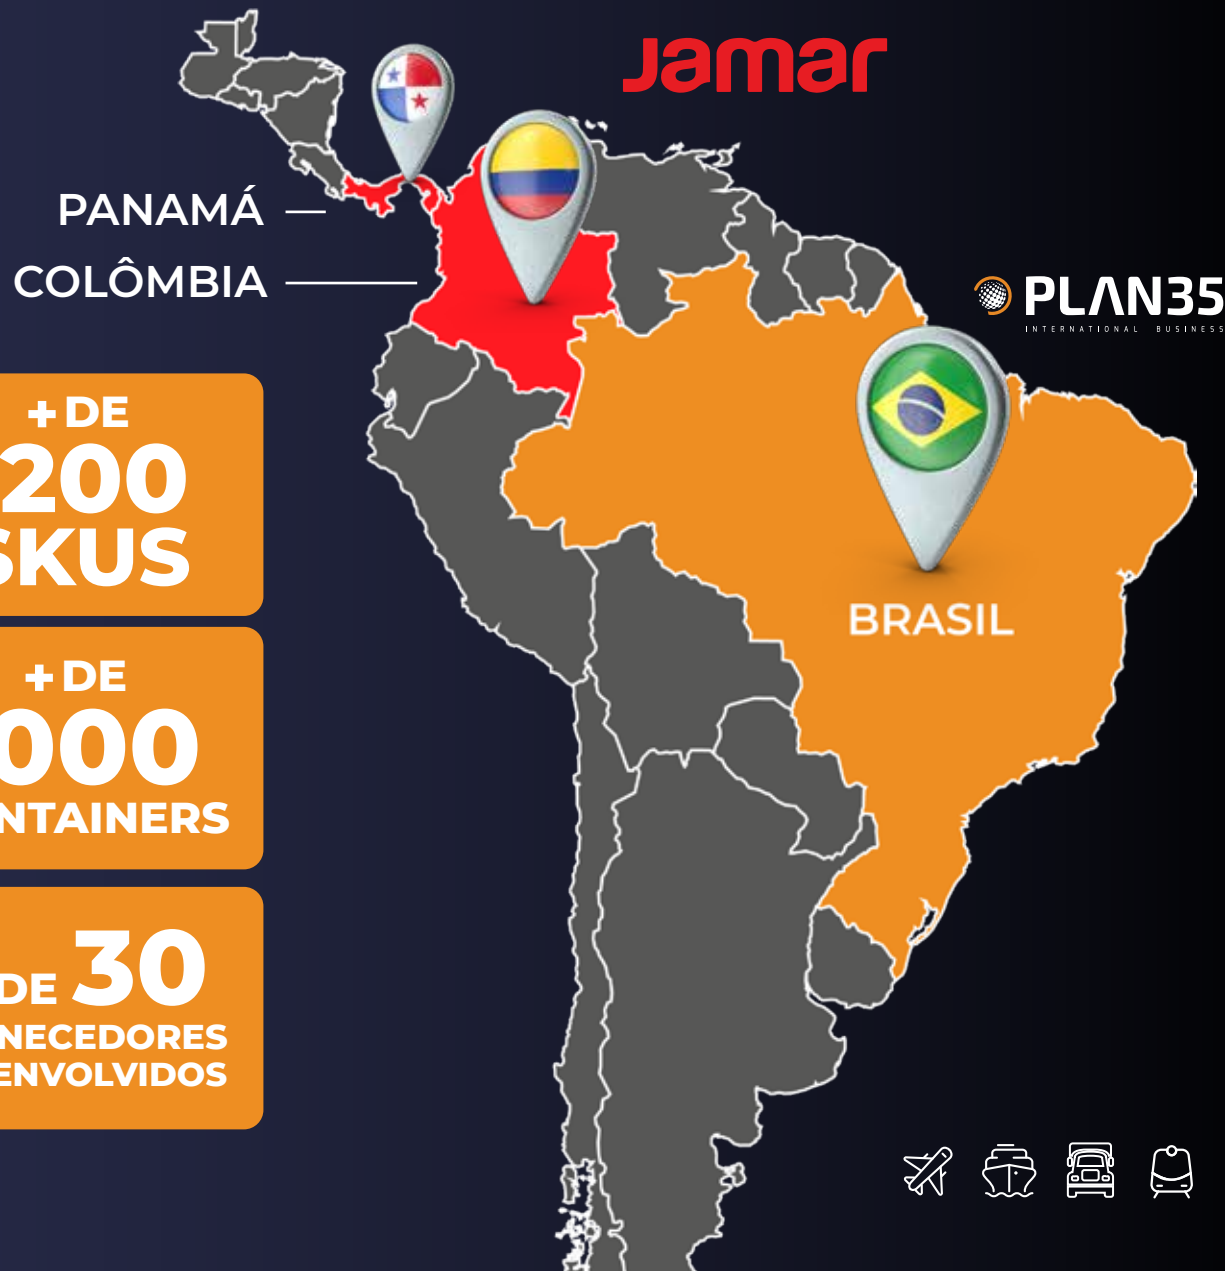 Jamar
PANAMÁ
COLÔMBIA
PLAN35
INTERNATIONAL BUSINESS
+ DE
200
SKUS
+ DE
000
NTAINERS
DE 30
NECEDORES
ENVOLVIDOS
BRASIL